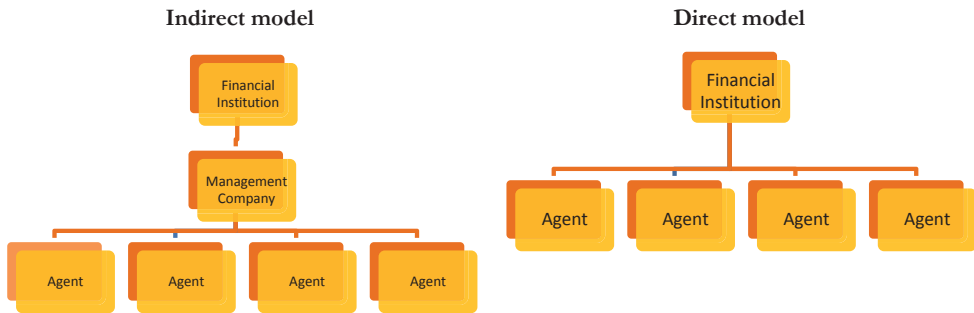 Indirect model
Financial
Institution
Management
Company
Agent
Agent
Agent
Agent
Direct model
Financial
Institution
Agent
Agent
Agent
Agent